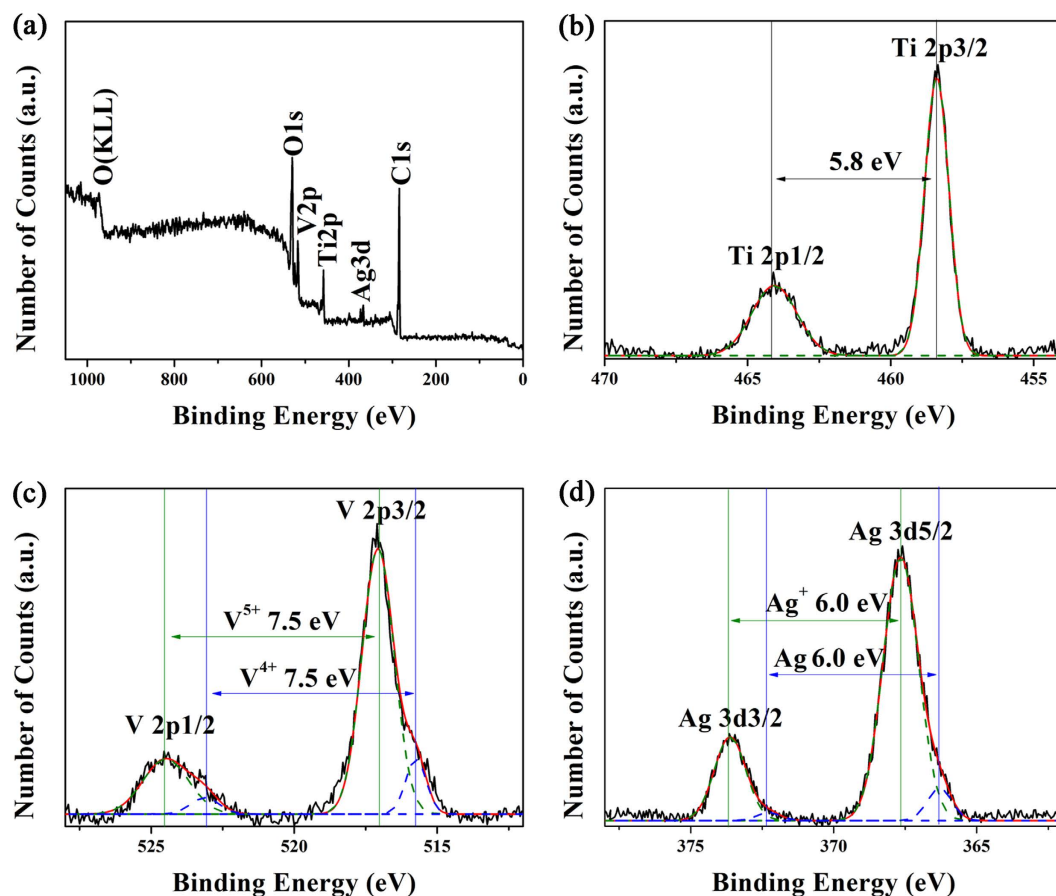 (a)
Number of Counts (a.u.)
O(KLL)
O1s
V2p
Ti2p
Ag3d
C1s
1000 800 600 400 200 0
Binding Energy (eV)
(b)
Number of Counts (a.u.)
Ti 2p3/2
5.8 eV
Ti 2p1/2
470 465 460 455
Binding Energy (eV)
(c)
Number of Counts (a.u.)
V 2p3/2
V⁵⁺ 7.5 eV
V⁴⁺ 7.5 eV
V 2p1/2
525 520 515
Binding Energy (eV)
(d)
Number of Counts (a.u.)
Ag 3d5/2
Ag⁺ 6.0 eV
Ag 6.0 eV
Ag 3d3/2
375 370 365
Binding Energy (eV)